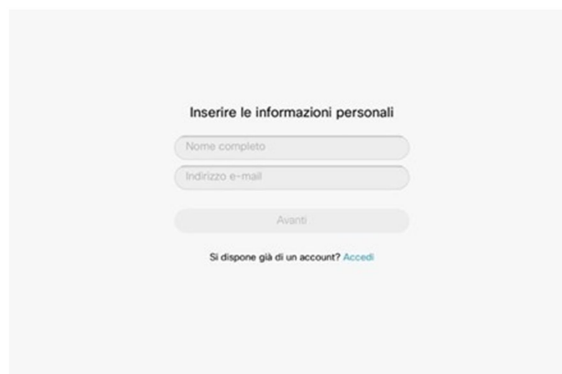 Inserire le informazioni personali
Nome completo
Indirizzo e-mail
Avanti
Si dispone già di un account? Accedi